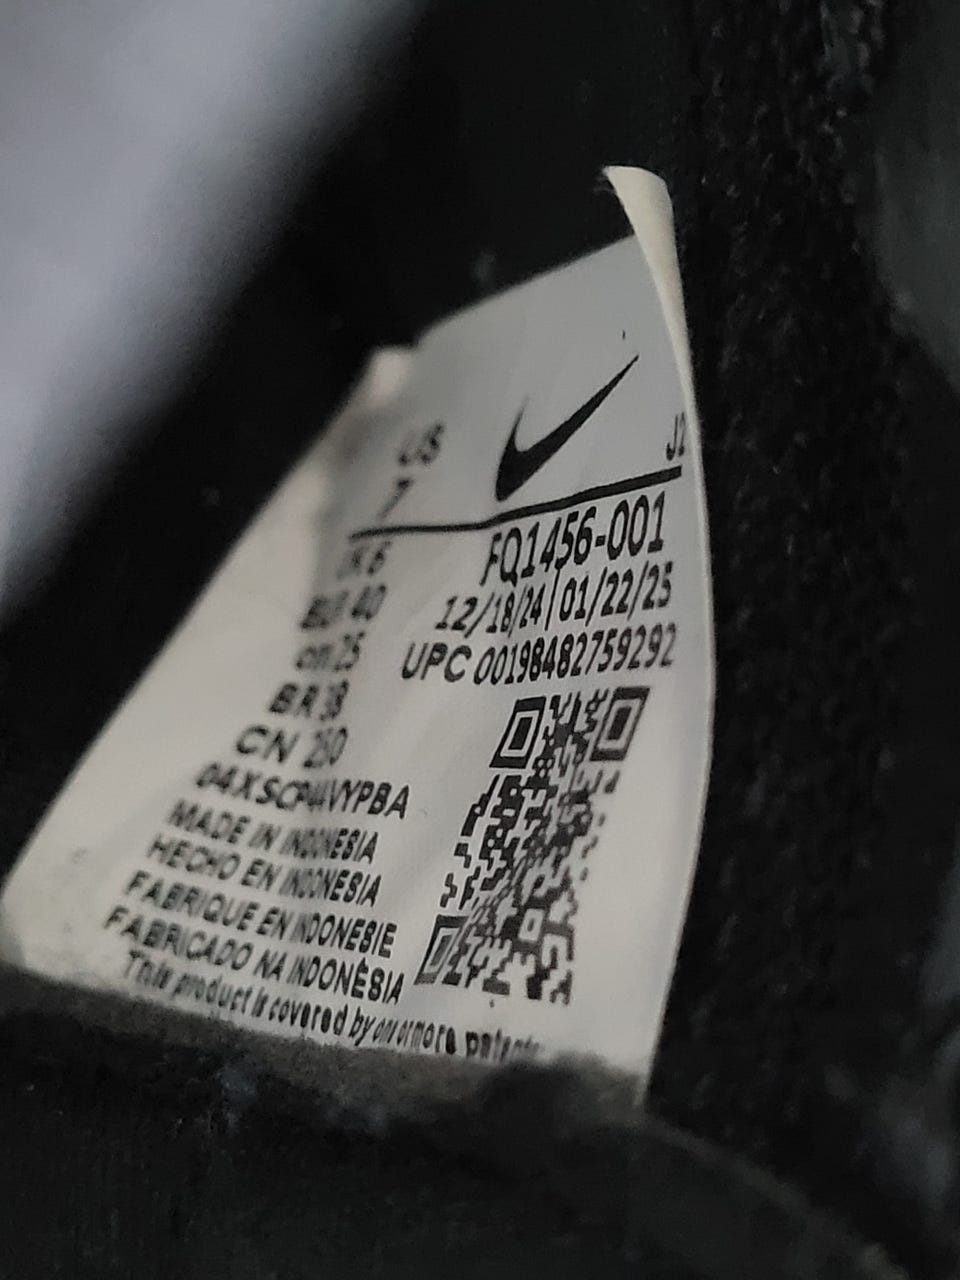 US
7
J2
UK 6
EUR 40
cm 25
BR 38
CN 250
FQ1456-001
12/18/24|01/22/25
UPC 00198482759292
MADE IN INDONESIA
HECHO EN INDONESIA
FABRIQUE EN INDONESIE
FABRICADO NA INDONÉSIA
This product is covered by one or more patents